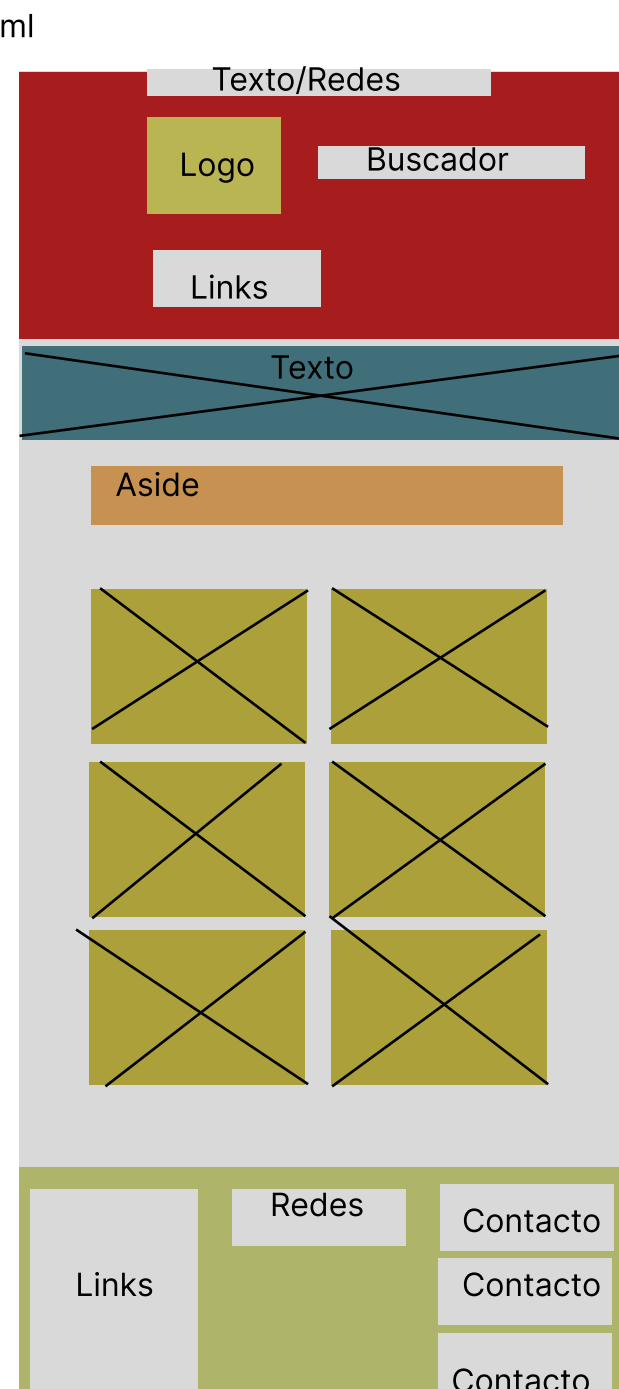 ml
Texto/Redes
Logo
Buscador
Links
Texto
Aside
Redes
Contacto
Links
Contacto
Contacto